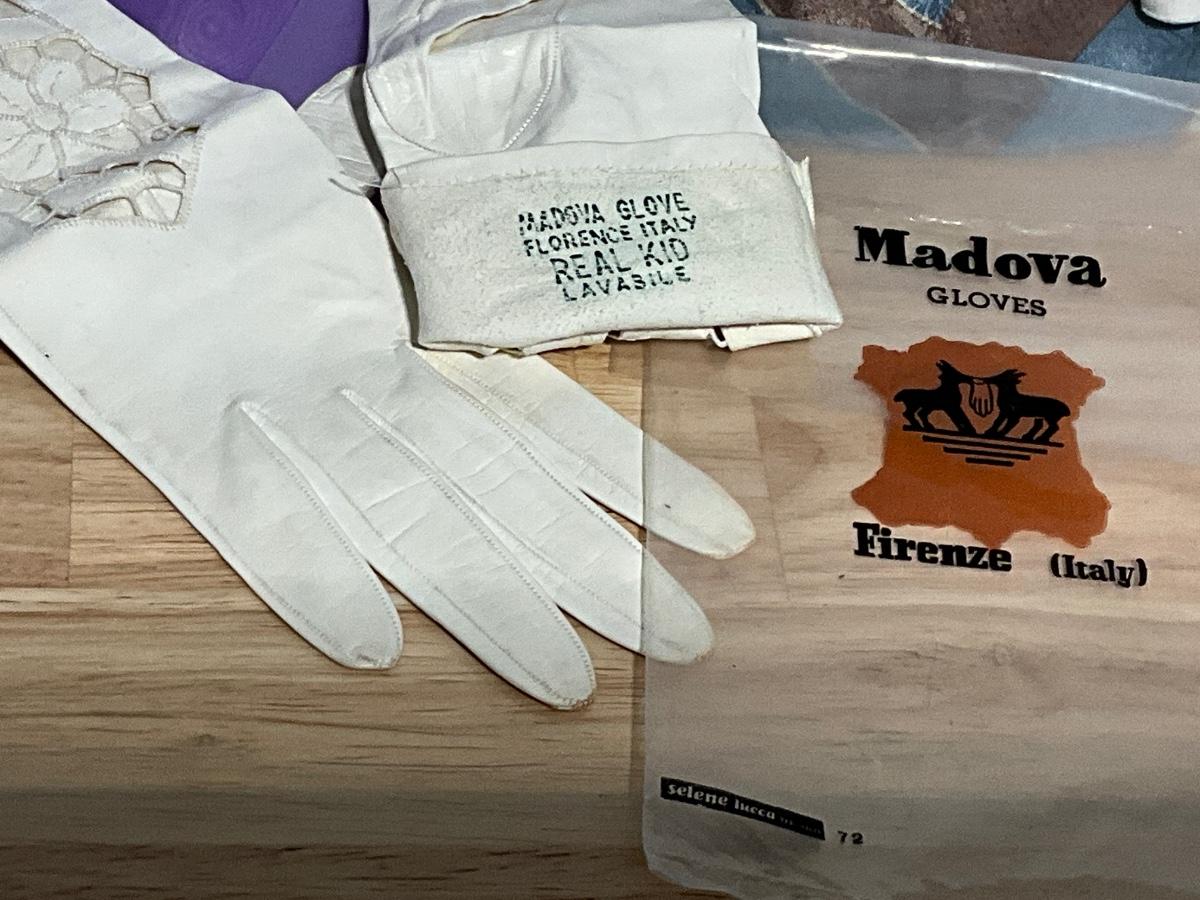 MADOVA GLOVE
FLORENCE ITALY
REAL KID
LAVABILE
Madova
GLOVES
Firenze (Italy)
selene lucca
72